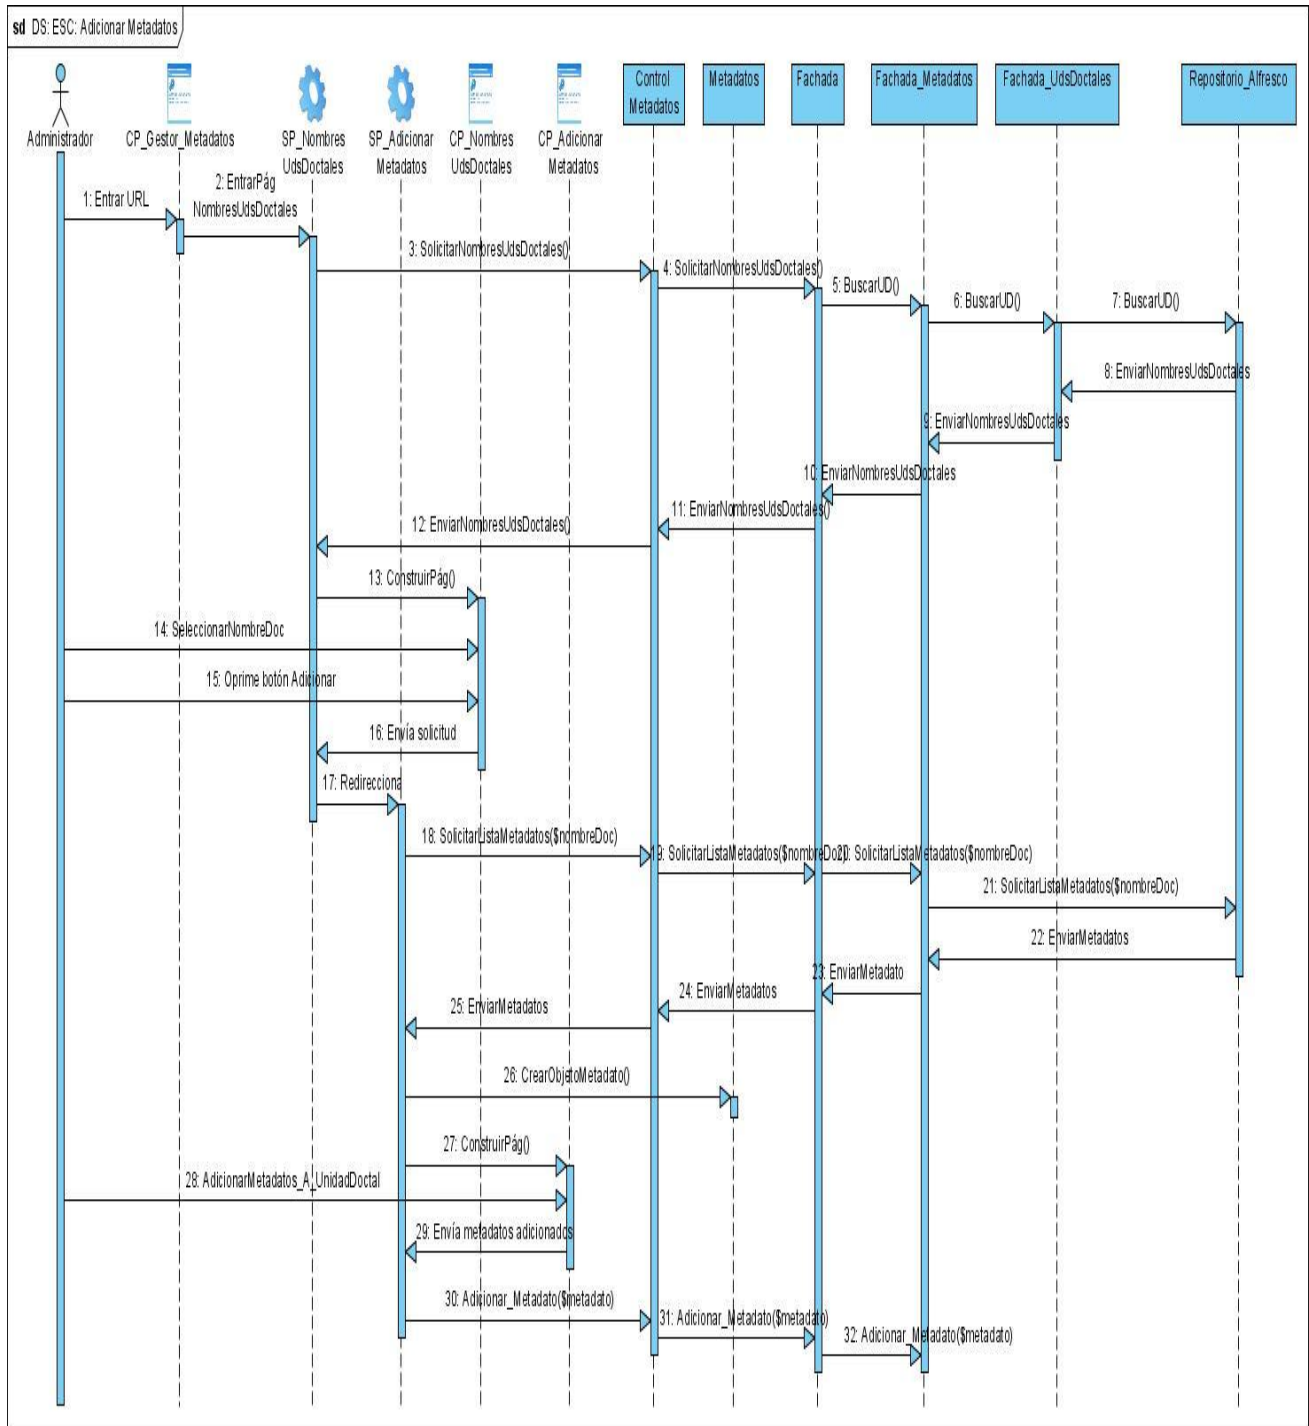 sd DS: ESC: Adicionar Metadatos
Administrador
CP_Gestor_Metadatos
SP_Nombres
UdsDoctales
SP_Adicionar
Metadatos
CP_Nombres
UdsDoctales
CP_Adicionar
Metadatos
Control
Metadatos
Metadatos
Fachada
Fachada_Metadatos
Fachada_UdsDoctales
Repositorio_Alfresco
1: Entrar URL
2: EntrarPág
NombresUdsDoctales
3: SolicitarNombresUdsDoctales()
4: SolicitarNombresUdsDoctales()
5: BuscarUD()
6: BuscarUD()
7: BuscarUD()
8: EnviarNombresUdsDoctales
9: EnviarNombresUdsDoctales
10: EnviarNombresUdsDoctales
11: EnviarNombresUdsDoctales()
12: EnviarNombresUdsDoctales()
13: ConstruirPág()
14: SeleccionarNombreDoc
15: Oprime botón Adicionar
16: Envía solicitud
17: Redirecciona
18: SolicitarListaMetadatos($nombreDoc)
19: SolicitarListaMetadatos($nombreDoc)
20: SolicitarListaMetadatos($nombreDoc)
21: SolicitarListaMetadatos($nombreDoc)
22: EnviarMetadatos
23: EnviarMetadato
24: EnviarMetadatos
25: EnviarMetadatos
26: CrearObjetoMetadato()
27: ConstruirPág()
28: AdicionarMetadatos_A_UnidadDoctal
29: Envía metadatos adicionados
30: Adicionar_Metadato($metadato)
31: Adicionar_Metadato($metadato)
32: Adicionar_Metadato($metadato)